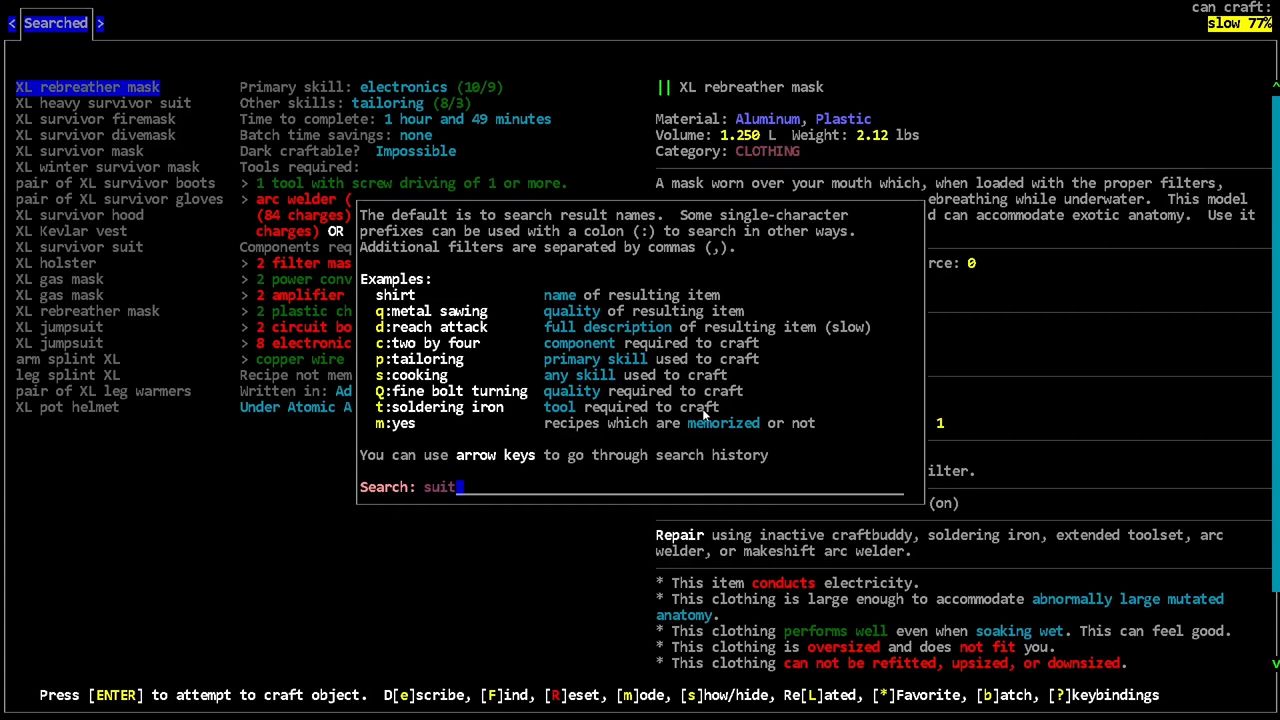 can craft:
< Searched >
slow 77%
XL rebreather mask
XL heavy survivor suit
XL survivor firemask
XL survivor divemask
XL survivor mask
XL winter survivor mask
pair of XL survivor boots
pair of XL survivor gloves
XL survivor hood
XL Kevlar vest
XL survivor suit
XL holster
XL gas mask
XL gas mask
XL rebreather mask
XL jumpsuit
XL jumpsuit
arm splint XL
leg splint XL
pair of XL leg warmers
XL pot helmet
Primary skill: electronics (10/9)
Other skills: tailoring (8/3)
Time to complete: 1 hour and 49 minutes
Batch time savings: none
Dark craftable? Impossible
Tools required:
> 1 tool with screw driving of 1 or more.
> arc welder (
(84 charges)
charges) OR
Components req
> 2 filter mas
> 2 power conv
> 2 amplifier
> 2 plastic ch
> 2 circuit bo
> 8 electronic
> copper wire
Recipe not mem
Written in: Ad
Under Atomic A
The default is to search result names. Some single-character
prefixes can be used with a colon (:) to search in other ways.
Additional filters are separated by commas (,).
Examples:
shirt name of resulting item
q:metal sawing quality of resulting item
d:reach attack full description of resulting item (slow)
c:two by four component required to craft
p:tailoring primary skill used to craft
s:cooking any skill used to craft
Q:fine bolt turning quality required to craft
t:soldering iron tool required to craft
m:yes recipes which are memorized or not
You can use arrow keys to go through search history
Search: suit
|| XL rebreather mask
Material: Aluminum, Plastic
Volume: 1.250 L Weight: 2.12 lbs
Category: CLOTHING
A mask worn over your mouth which, when loaded with the proper filters,
ebreathing while underwater. This model
d can accommodate exotic anatomy. Use it
rce: 0
1
ilter.
(on)
Repair using inactive craftbuddy, soldering iron, extended toolset, arc
welder, or makeshift arc welder.
* This item conducts electricity.
* This clothing is large enough to accommodate abnormally large mutated
anatomy.
* This clothing performs well even when soaking wet. This can feel good.
* This clothing is oversized and does not fit you.
* This clothing can not be refitted, upsized, or downsized.
Press [ENTER] to attempt to craft object. D[e]scribe, [F]ind, [R]eset, [m]ode, [s]how/hide, Re[L]ated, [*]Favorite, [b]atch, [?]keybindings